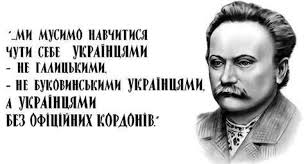 "...МИ МУСИМО НАВЧИТИСЯ
ЧУТИ СЕБЕ УКРАЇНЦЯМИ
- НЕ ГАЛИЦЬКИМИ,
- НЕ БУКОВИНСЬКИМИ УКРАЇНЦЯМИ,
А УКРАЇНЦЯМИ
БЕЗ ОФІЦІЙНИХ КОРДОНІВ."